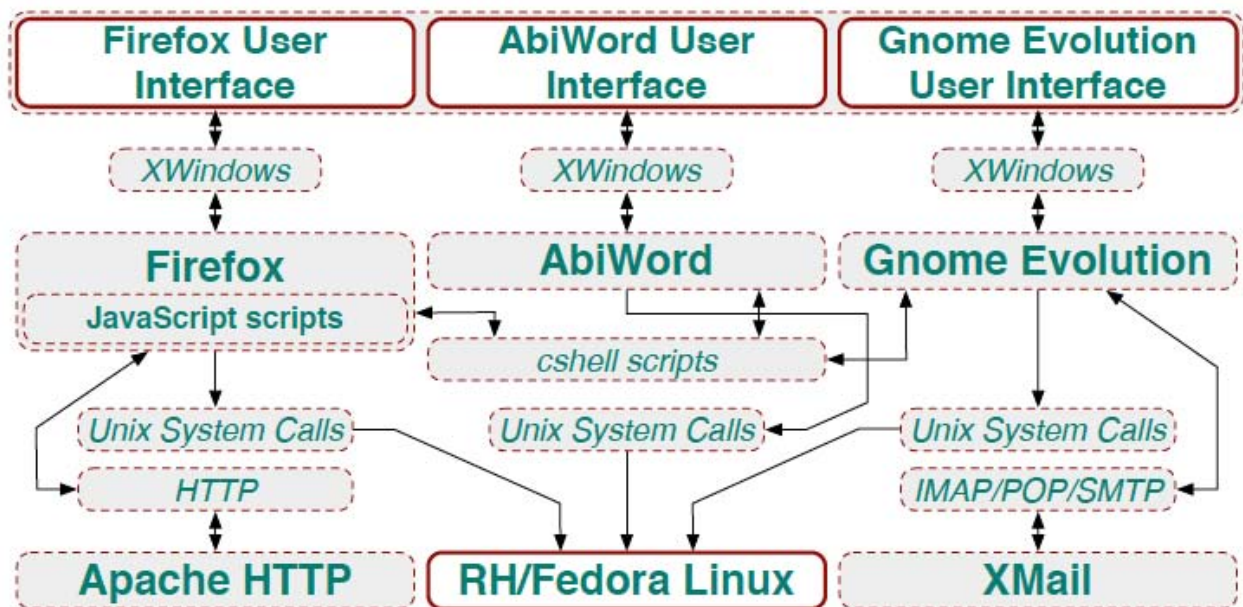 Firefox User
Interface
AbiWord User
Interface
Gnome Evolution
User Interface
XWindows
XWindows
XWindows
Firefox
JavaScript scripts
AbiWord
Gnome Evolution
cshell scripts
Unix System Calls
Unix System Calls
Unix System Calls
HTTP
IMAP/POP/SMTP
Apache HTTP
RH/Fedora Linux
XMail